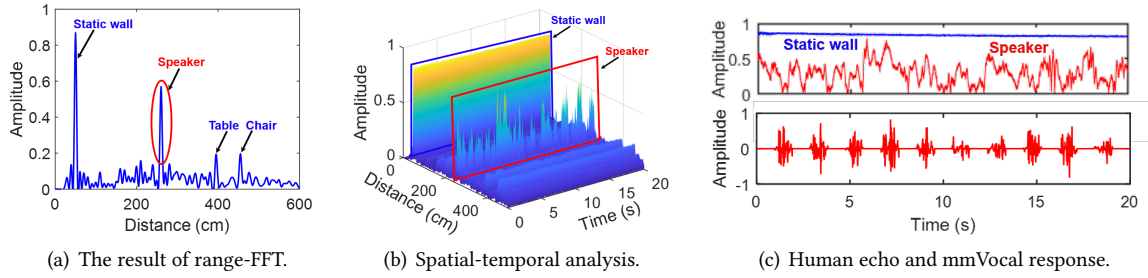 Static wall
Speaker
Table
Chair
Amplitude
1
0.8
0.6
0.4
0.2
0
0
200
400
600
Distance (cm)
(a) The result of range-FFT.
Static wall
Speaker
Amplitude
1
0.5
0
0
200
400
Distance (cm)
0
5
10
15
20
Time (s)
(b) Spatial-temporal analysis.
Amplitude
1
0.5
0
Static wall
Speaker
Amplitude
1
0
-1
0
5
10
15
20
Time (s)
(c) Human echo and mmVocal response.